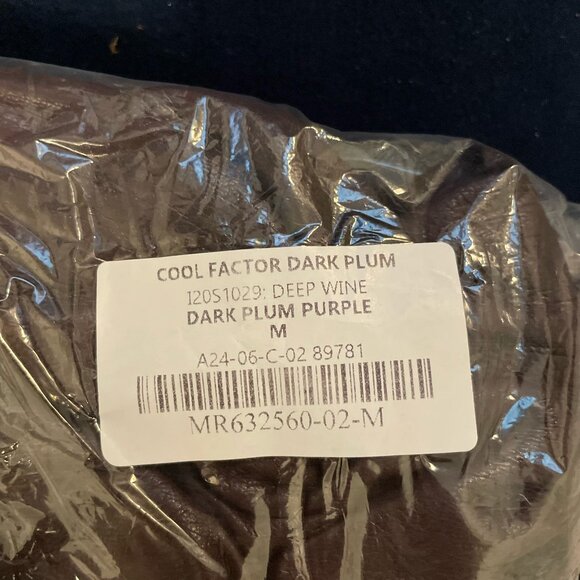 COOL FACTOR DARK PLUM
I20S1029: DEEP WINE
DARK PLUM PURPLE
M
A24-06-C-02 89781
MR632560-02-M